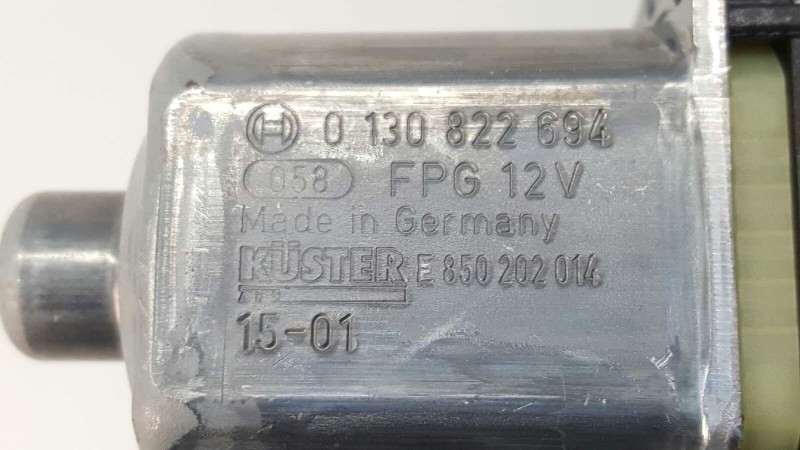 0 130 822 694
058 FPG 12V
Made in Germany
KÜSTER E 850 202 014
15-01